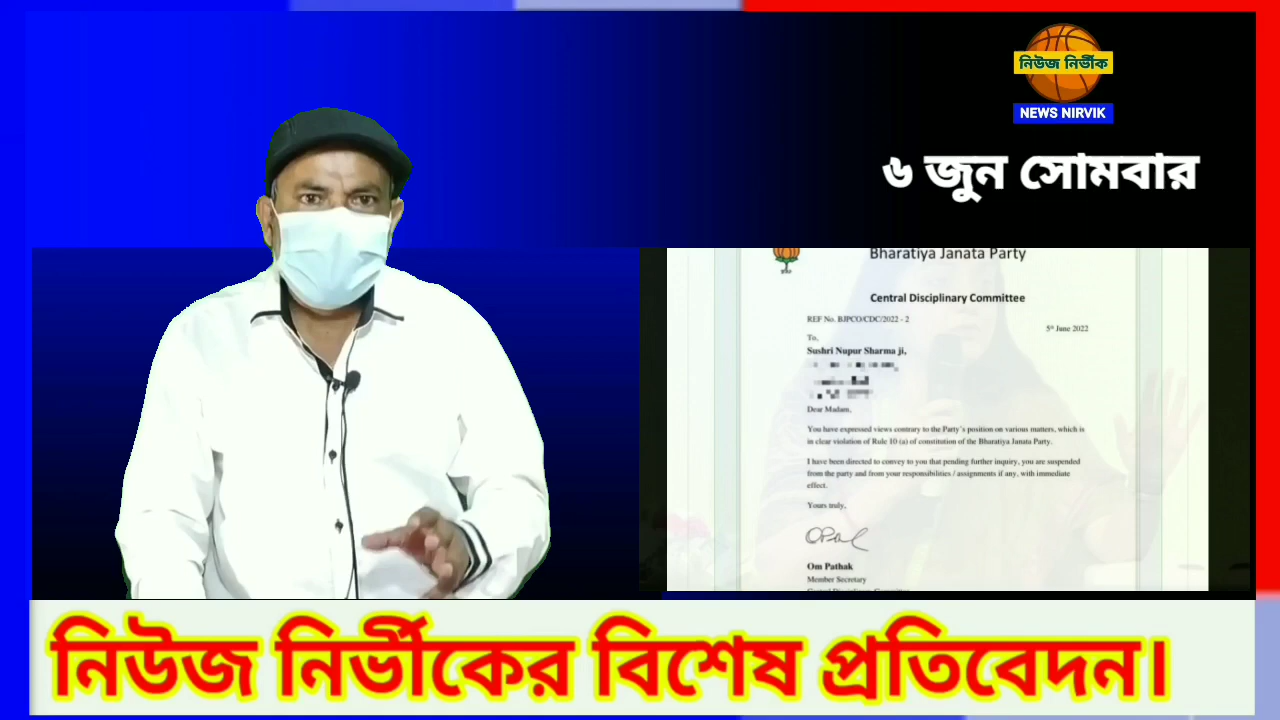 নিউজ নির্ভীক
NEWS NIRVIK
৬ জুন সোমবার
Bharatiya Janata Party
Central Disciplinary Committee
REF No. BJPCO/CDC/2022 - 2
5th June 2022
To,
Sushri Nupur Sharma ji,
Dear Madam,
You have expressed views contrary to the Party's position on various matters, which is
in clear violation of Rule 10 (a) of constitution of the Bharatiya Janata Party.
I have been directed to convey to you that pending further inquiry, you are suspended
from the party and from your responsibilities / assignments if any, with immediate
effect.
Yours truly,
Om Pathak
Member Secretary
নিউজ নির্ভীকের বিশেষ প্রতিবেদন।